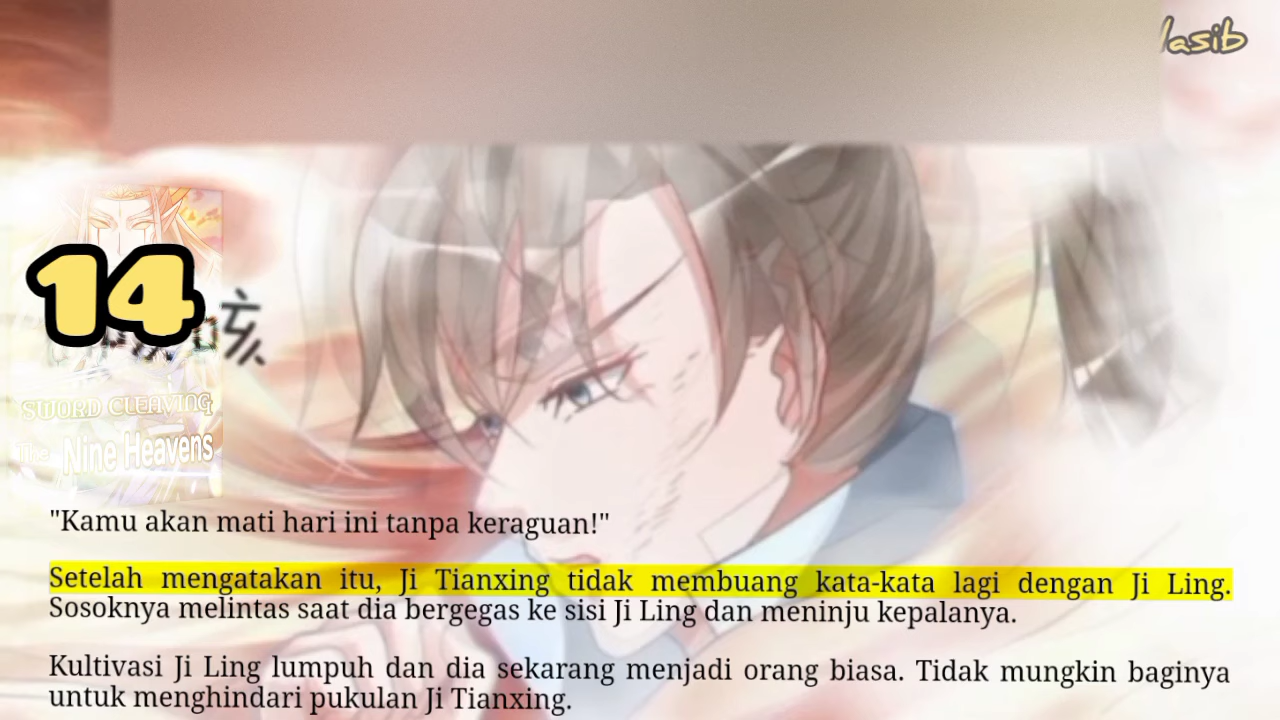 lasib
14
SWORD CLEAVING
The Nine Heavens
"Kamu akan mati hari ini tanpa keraguan!"
Setelah mengatakan itu, Ji Tianxing tidak membuang kata-kata lagi dengan Ji Ling.
Sosoknya melintas saat dia bergegas ke sisi Ji Ling dan meninju kepalanya.
Kultivasi Ji Ling lumpuh dan dia sekarang menjadi orang biasa. Tidak mungkin baginya
untuk menghindari pukulan Ji Tianxing.